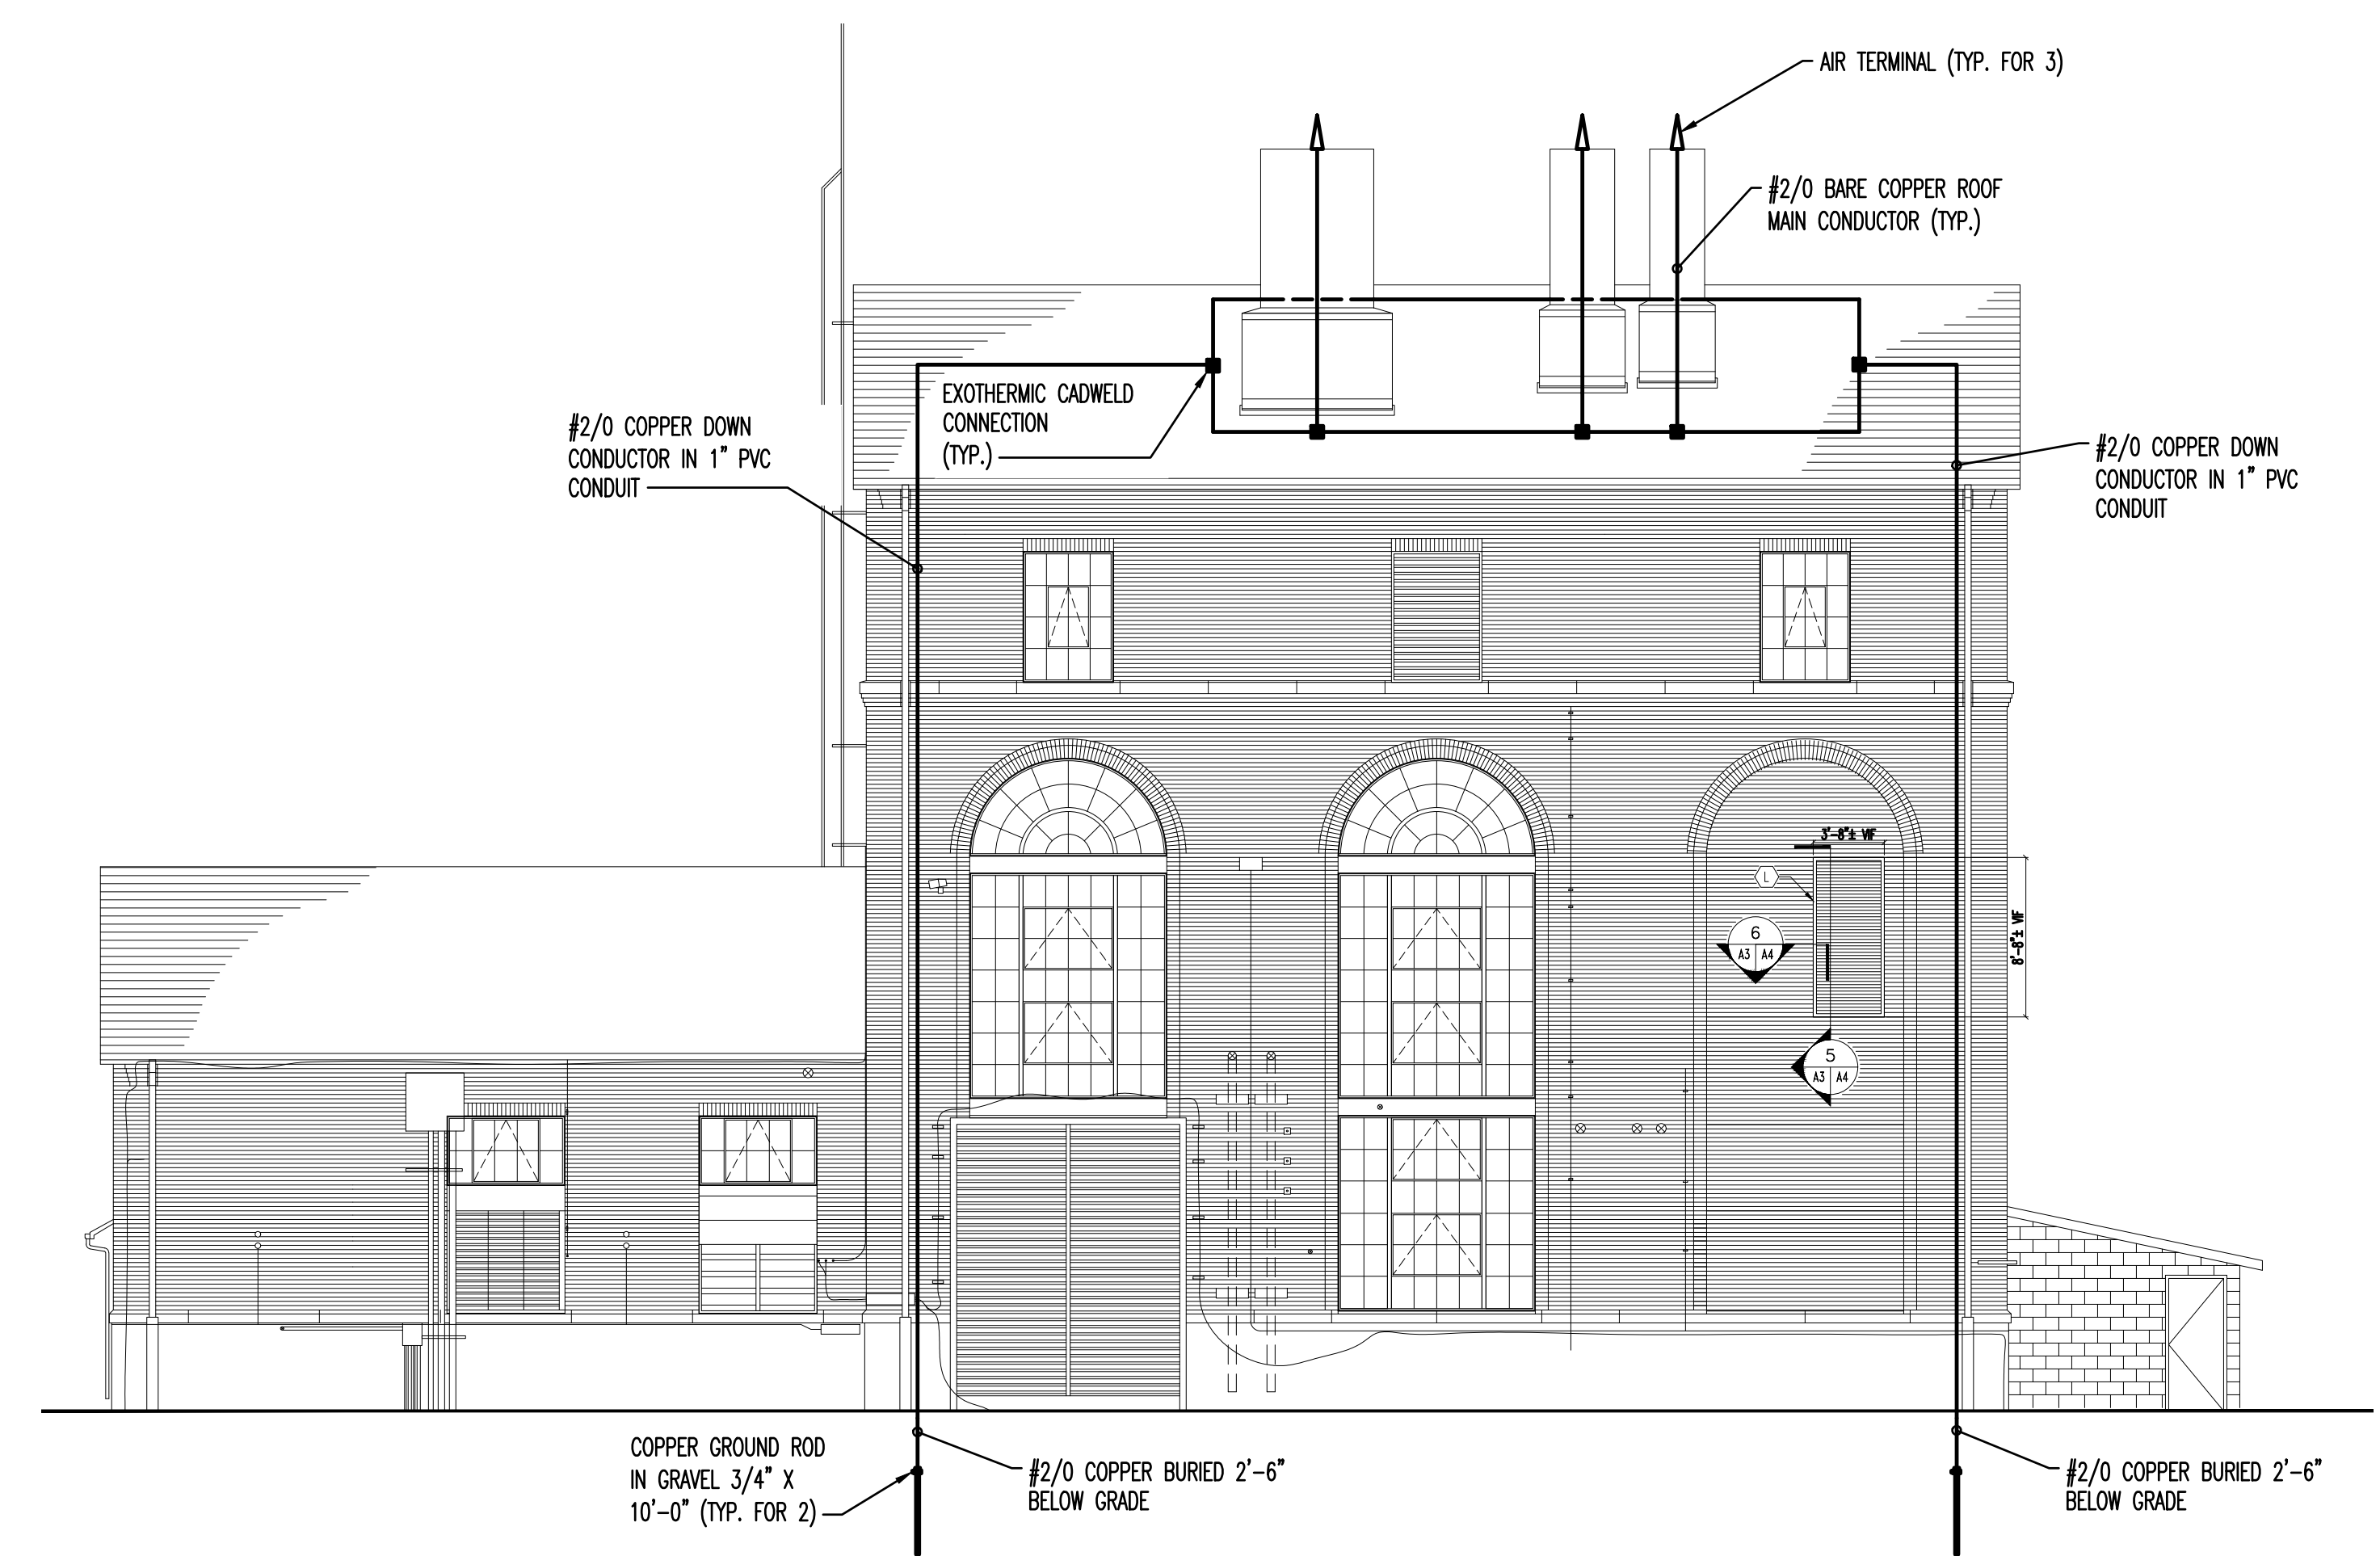 AIR TERMINAL (TYP. FOR 3)
#2/0 BARE COPPER ROOF
MAIN CONDUCTOR (TYP.)
EXOTHERMIC CADWELD
CONNECTION
(TYP.)
#2/0 COPPER DOWN
CONDUCTOR IN 1" PVC
CONDUIT
#2/0 COPPER DOWN
CONDUCTOR IN 1" PVC
CONDUIT
3'-8"± VIF
L
8'-8"± VIF
6
A3 A4
5
A3 A4
COPPER GROUND ROD
IN GRAVEL 3/4" X
10'-0" (TYP. FOR 2)
#2/0 COPPER BURIED 2'-6"
BELOW GRADE
#2/0 COPPER BURIED 2'-6"
BELOW GRADE